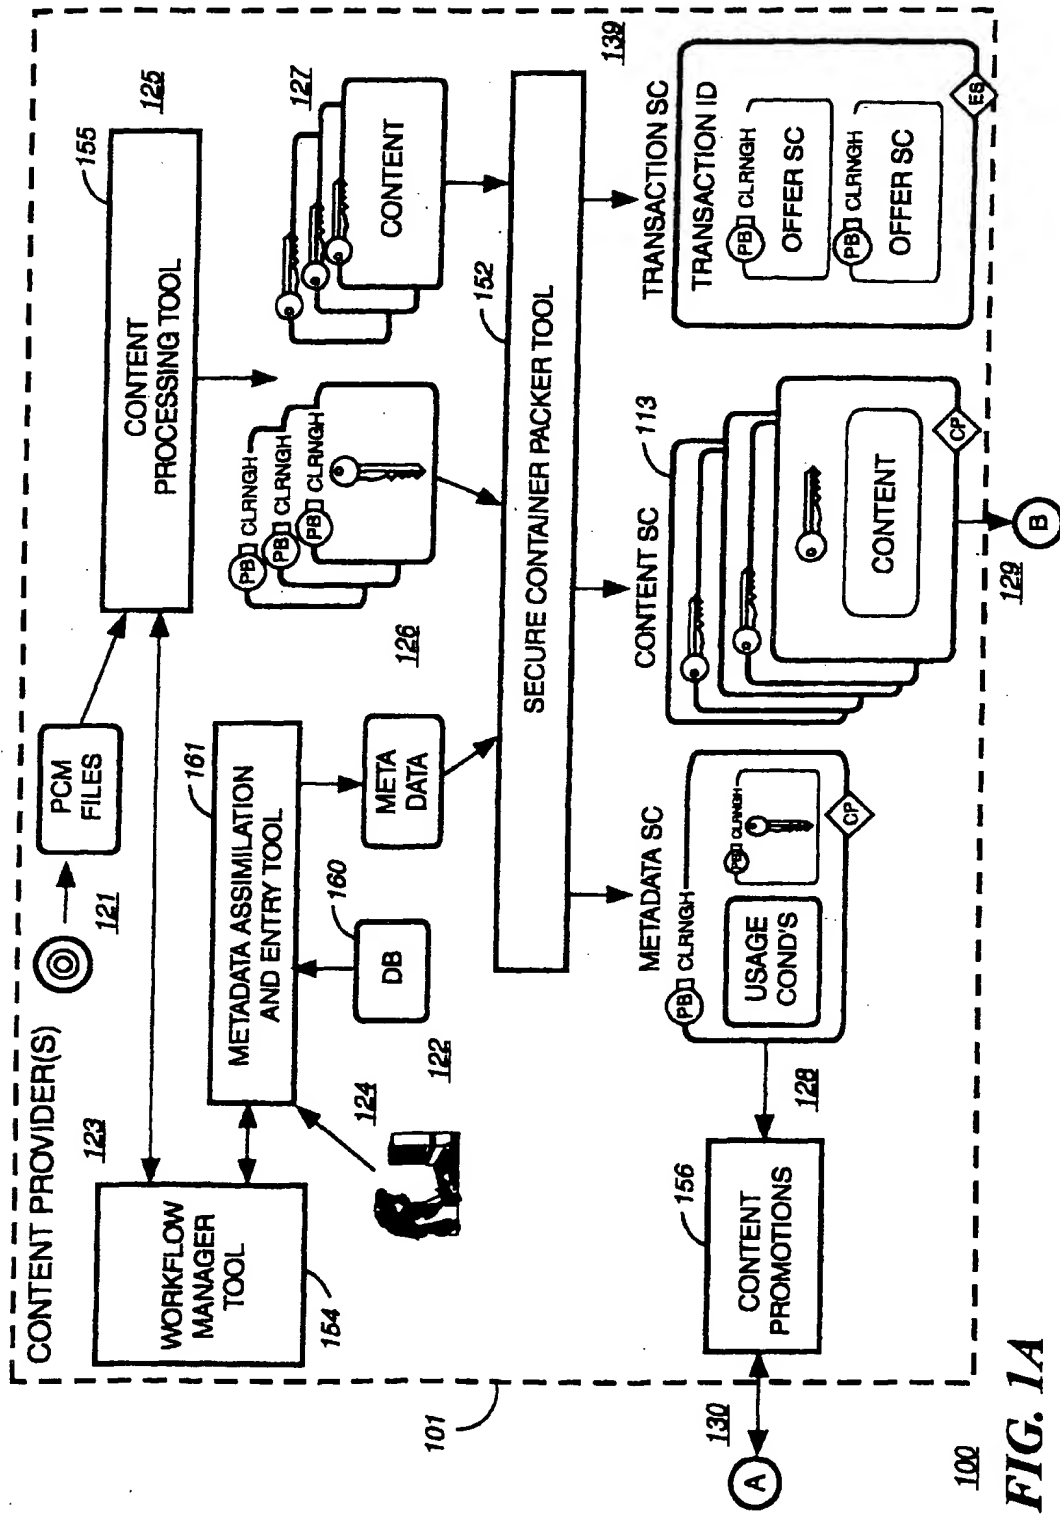 CONTENT PROVIDER(S)
123
WORKFLOW
MANAGER
TOOL
154
121
PCM
FILES
155
CONTENT
PROCESSING TOOL
125
161
METADATA ASSIMILATION
AND ENTRY TOOL
124
122
DB
160
META
DATA
126
PB CLRNGH
PB CLRNGH
PB CLRNGH
127
CONTENT
SECURE CONTAINER PACKER TOOL
152
METADATA SC
PB CLRNGH
USAGE
COND'S
PB CLRNGH
CP
CONTENT SC
113
CONTENT
CP
139
TRANSACTION SC
TRANSACTION ID
PB CLRNGH
OFFER SC
PB CLRNGH
OFFER SC
ES
128
156
CONTENT
PROMOTIONS
101
130
A
129
B
100
FIG. 1A